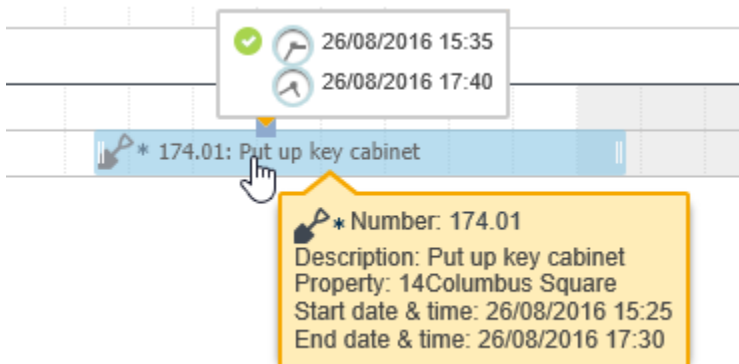 26/08/2016 15:35
26/08/2016 17:40
* 174.01: Put up key cabinet
* Number: 174.01
Description: Put up key cabinet
Property: 14Columbus Square
Start date & time: 26/08/2016 15:25
End date & time: 26/08/2016 17:30